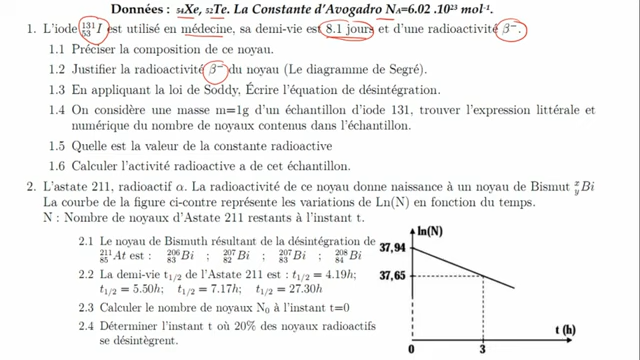 Données : ₅₄Xe, ₅₂Te. La Constante d'Avogadro N_A=6.02 .10²³ mol⁻¹.
1. L'iode ¹³¹₅₃I est utilisé en médecine, sa demi-vie est 8.1 jours et d'une radioactivité β⁻.
1.1 Préciser la composition de ce noyau.
1.2 Justifier la radioactivité β⁻ du noyau (Le diagramme de Segré).
1.3 En appliquant la loi de Soddy, Écrire l'équation de désintégration.
1.4 On considère une masse m=1g d'un échantillon d'iode 131, trouver l'expression littérale et
numérique du nombre de noyaux contenus dans l'échantillon.
1.5 Quelle est la valeur de la constante radioactive
1.6 Calculer l'activité radioactive a de cet échantillon.
2. L'astate 211, radioactif α. La radioactivité de ce noyau donne naissance à un noyau de Bismut ˣᵧBi
La courbe de la figure ci-contre représente les variations de Ln(N) en fonction du temps.
N : Nombre de noyaux d'Astate 211 restants à l'instant t.
2.1 Le noyau de Bismuth résultant de la désintégration de
²¹¹₈₅At est : ²⁰⁶₈₃Bi ; ²⁰⁷₈₂Bi ; ²⁰⁷₈₃Bi ; ²⁰⁸₈₄Bi
2.2 La demi-vie t₁/₂ de l'Astate 211 est : t₁/₂ = 4.19h;
t₁/₂ = 5.50h; t₁/₂ = 7.17h; t₁/₂ = 27.30h
2.3 Calculer le nombre de noyaux N₀ à l'instant t=0
2.4 Déterminer l'instant t où 20% des noyaux radioactifs
se désintègrent.
ln(N)
37,94
37,65
0
3
t (h)